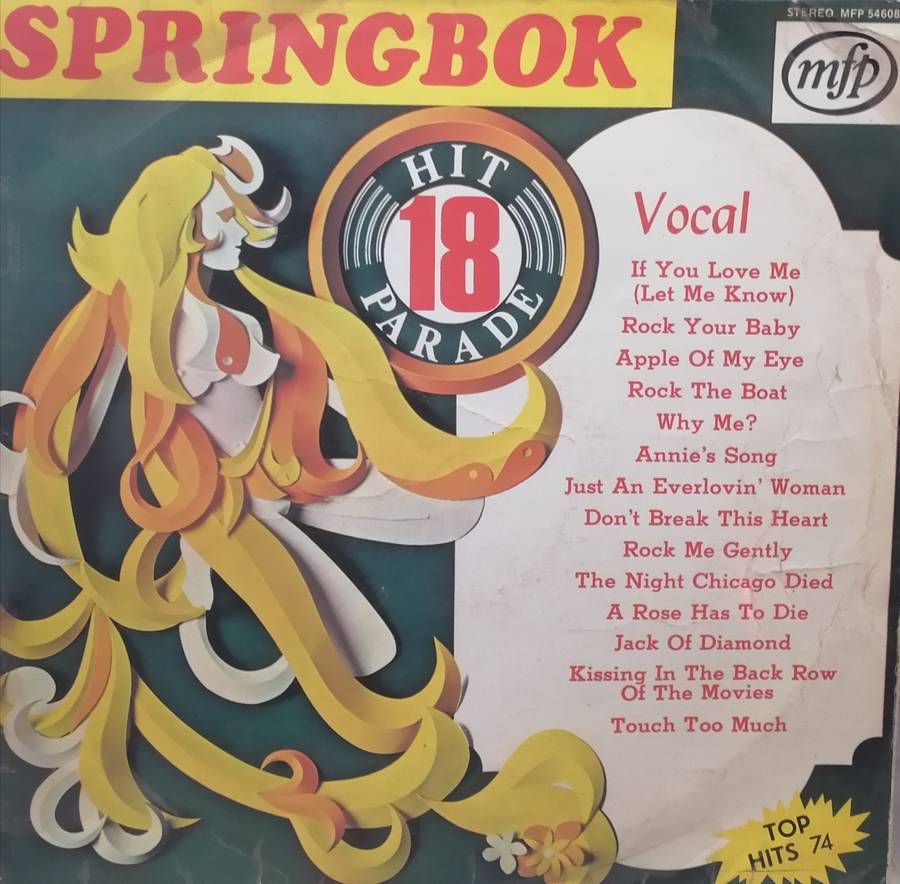 SPRINGBOK
STEREO MFP 54608
mfp
HIT
18
PARADE
Vocal
If You Love Me
(Let Me Know)
Rock Your Baby
Apple Of My Eye
Rock The Boat
Why Me?
Annie's Song
Just An Everlovin' Woman
Don't Break This Heart
Rock Me Gently
The Night Chicago Died
A Rose Has To Die
Jack Of Diamond
Kissing In The Back Row
Of The Movies
Touch Too Much
TOP
HITS 74